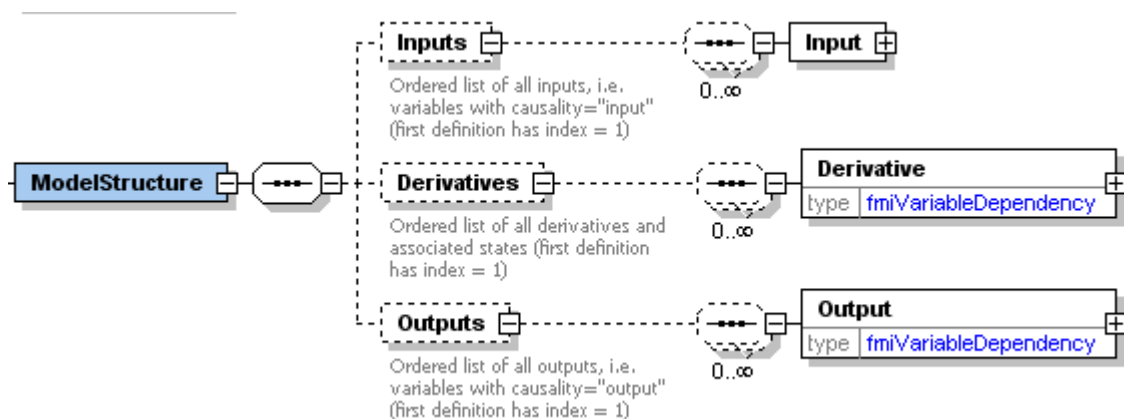 Inputs
Input
0..∞
Ordered list of all inputs, i.e.
variables with causality="input"
(first definition has index = 1)
ModelStructure
Derivatives
Derivative
type fmiVariableDependency
0..∞
Ordered list of all derivatives and
associated states (first definition
has index = 1)
Outputs
Output
type fmiVariableDependency
0..∞
Ordered list of all outputs, i.e.
variables with causality="output"
(first definition has index = 1)